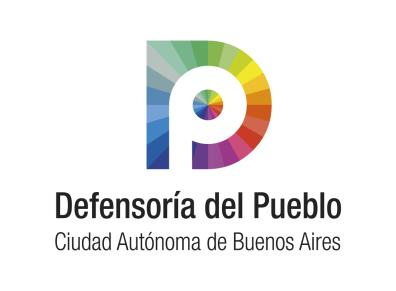 Defensoría del Pueblo
Ciudad Autónoma de Buenos Aires